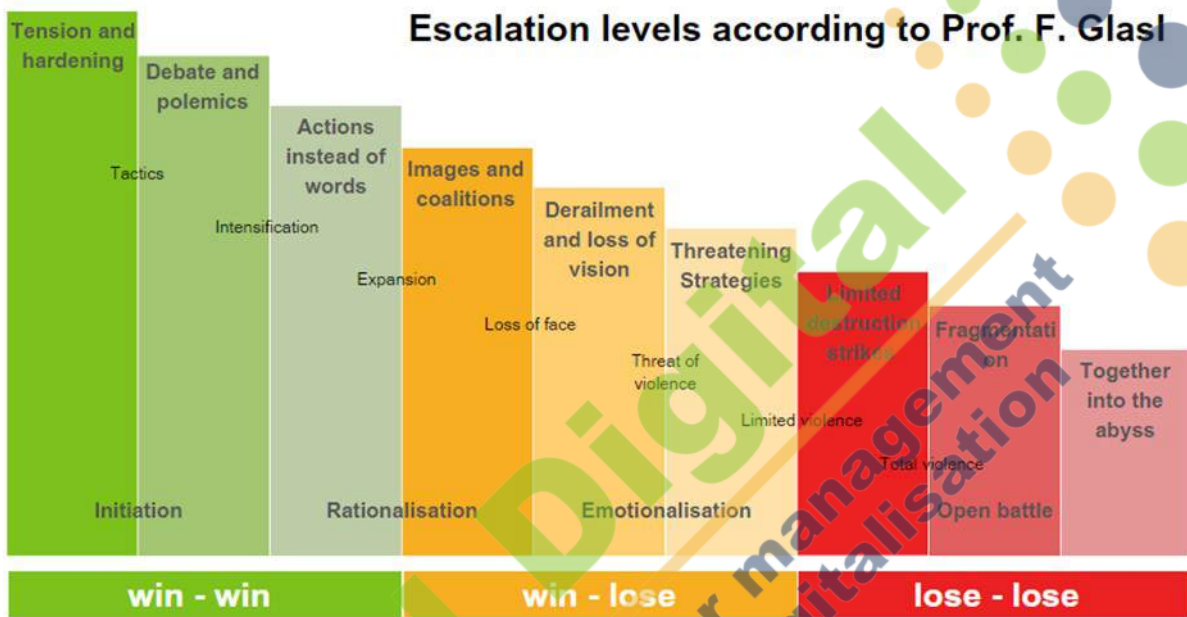 Escalation levels according to Prof. F. Glasl
Tension and
hardening
Debate and
polemics
Actions
instead of
words
Images and
coalitions
Derailment
and loss of
vision
Threatening
Strategies
Limited
destruction
strikes
Fragmentati
on
Together
into the
abyss
Tactics
Intensification
Expansion
Loss of face
Threat of
violence
Limited violence
Total violence
Initiation
Rationalisation
Emotionalisation
Open battle
win - win
win - lose
lose - lose
Digital
management